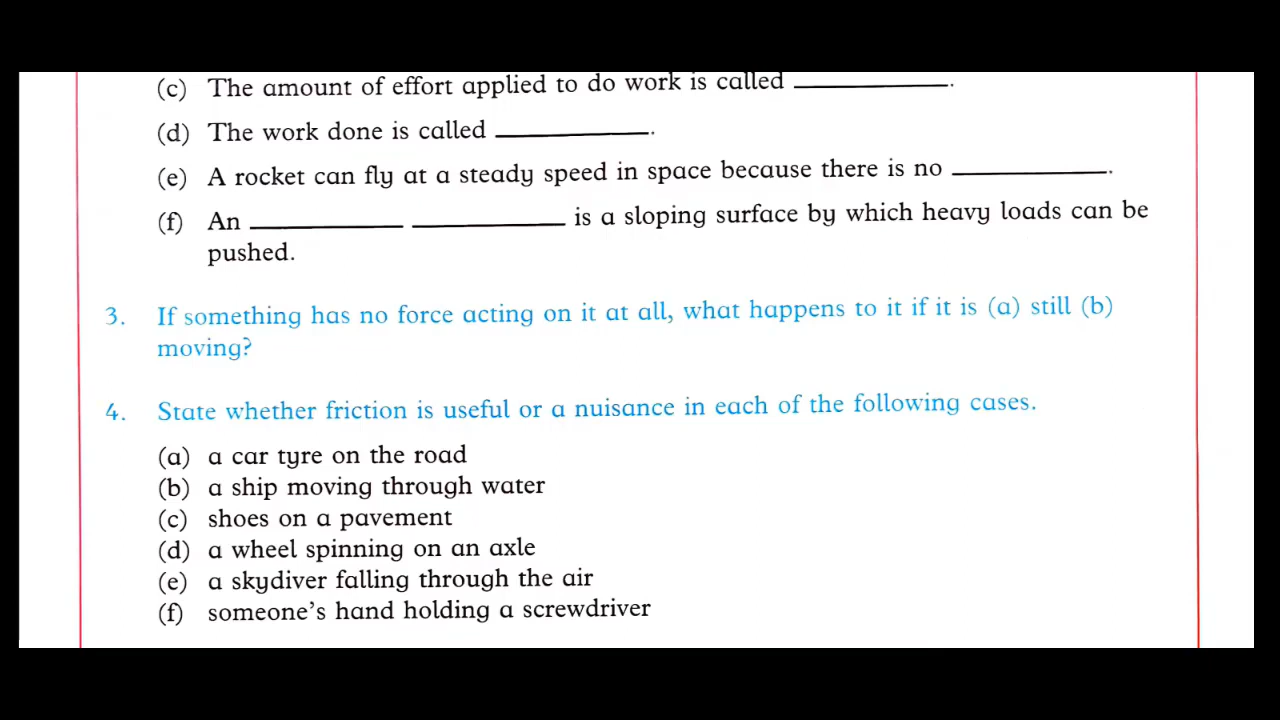 (c) The amount of effort applied to do work is called ____________.
(d) The work done is called ____________.
(e) A rocket can fly at a steady speed in space because there is no ____________.
(f) An ____________ ____________ is a sloping surface by which heavy loads can be
pushed.
3. If something has no force acting on it at all, what happens to it if it is (a) still (b)
moving?
4. State whether friction is useful or a nuisance in each of the following cases.
(a) a car tyre on the road
(b) a ship moving through water
(c) shoes on a pavement
(d) a wheel spinning on an axle
(e) a skydiver falling through the air
(f) someone's hand holding a screwdriver